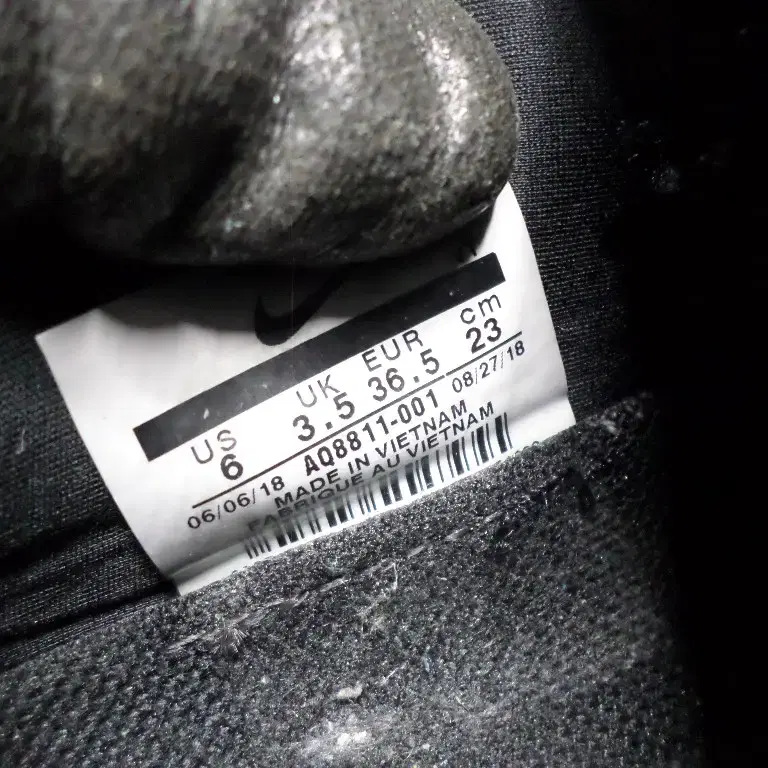 US UK EUR cm
6 3.5 36.5 23
06/06/18 AQ8811-001 08/27/18
MADE IN VIETNAM
FABRIQUE AU VIETNAM